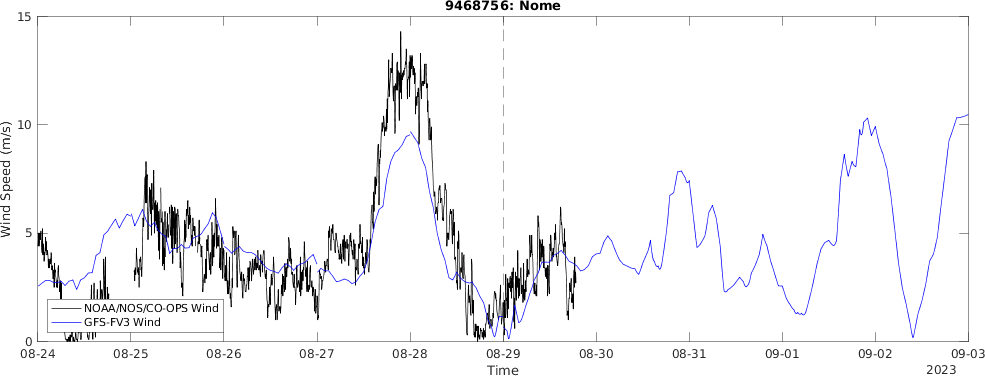 9468756: Nome
15
10
5
0
Wind Speed (m/s)
NOAA/NOS/CO-OPS Wind
GFS-FV3 Wind
08-24 08-25 08-26 08-27 08-28 08-29 08-30 08-31 09-01 09-02 09-03
Time
2023